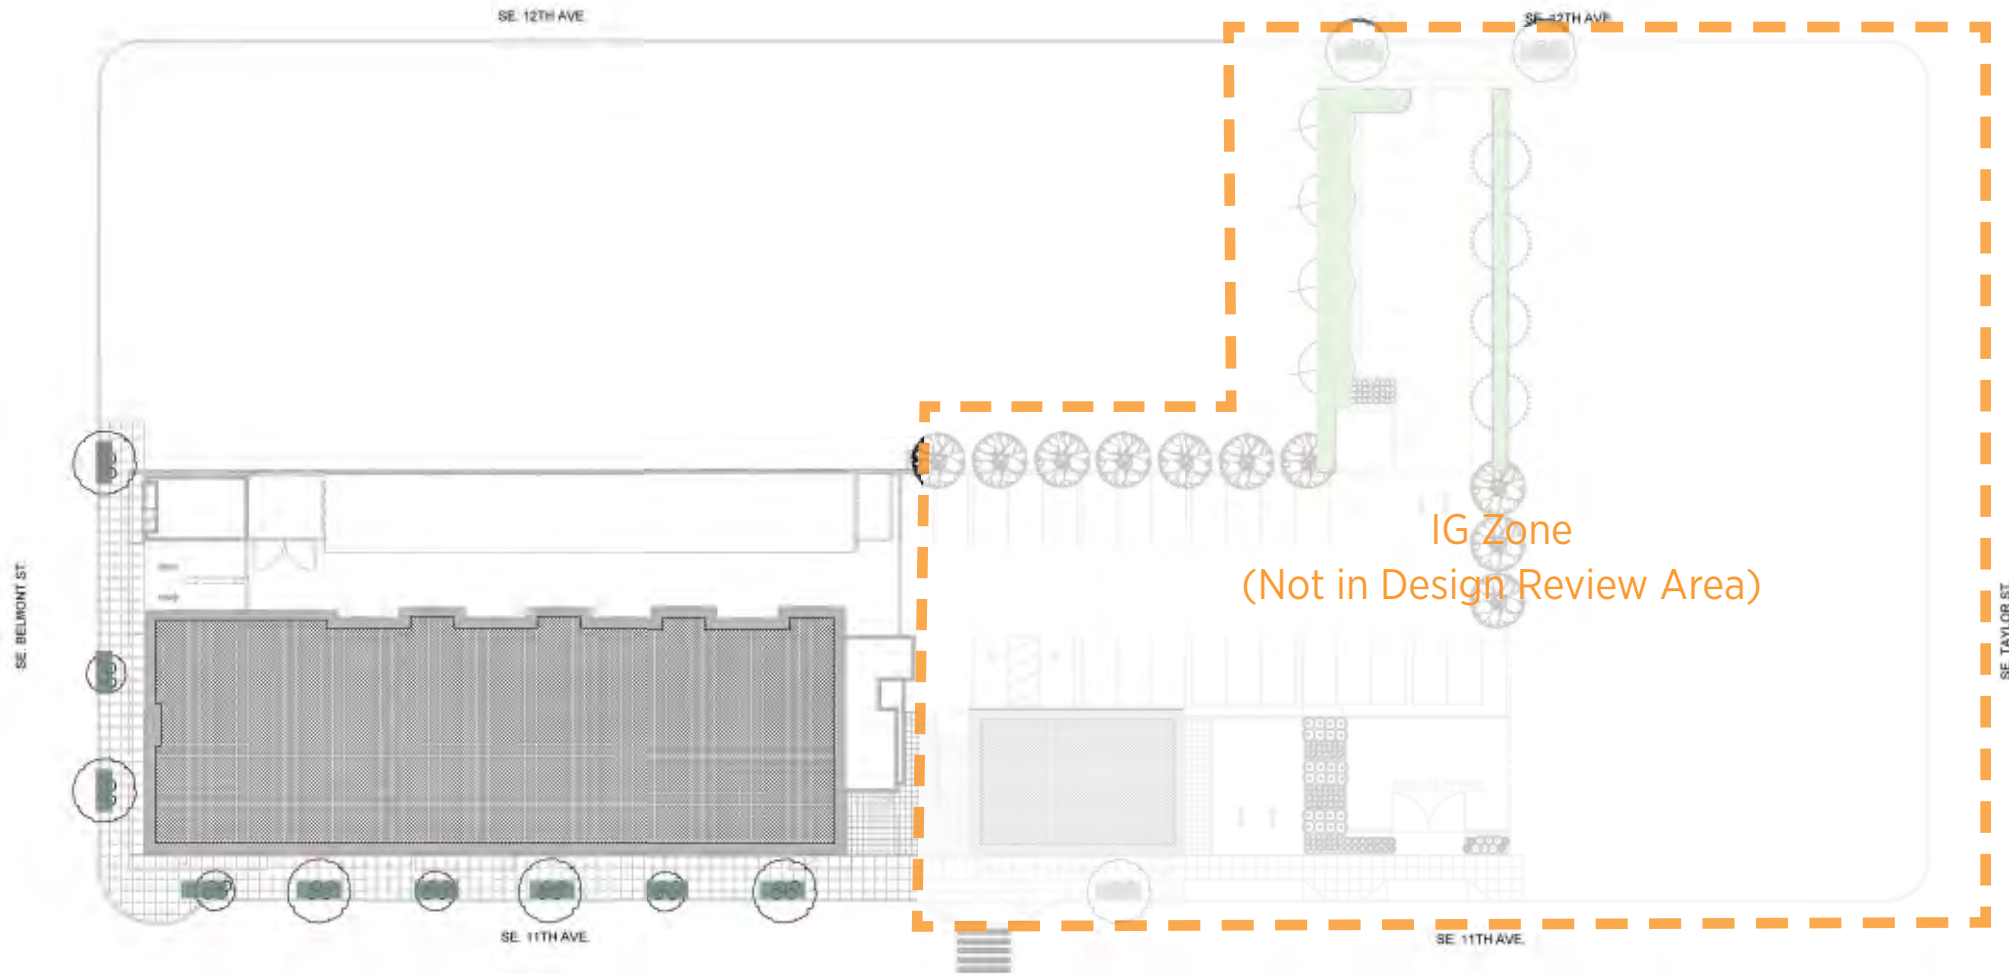 SE. 12TH AVE.
SE. 12TH AVE.
SE. BELMONT ST.
IG Zone
(Not in Design Review Area)
SE. TAYLOR ST.
SE. 11TH AVE.
SE. 11TH AVE.